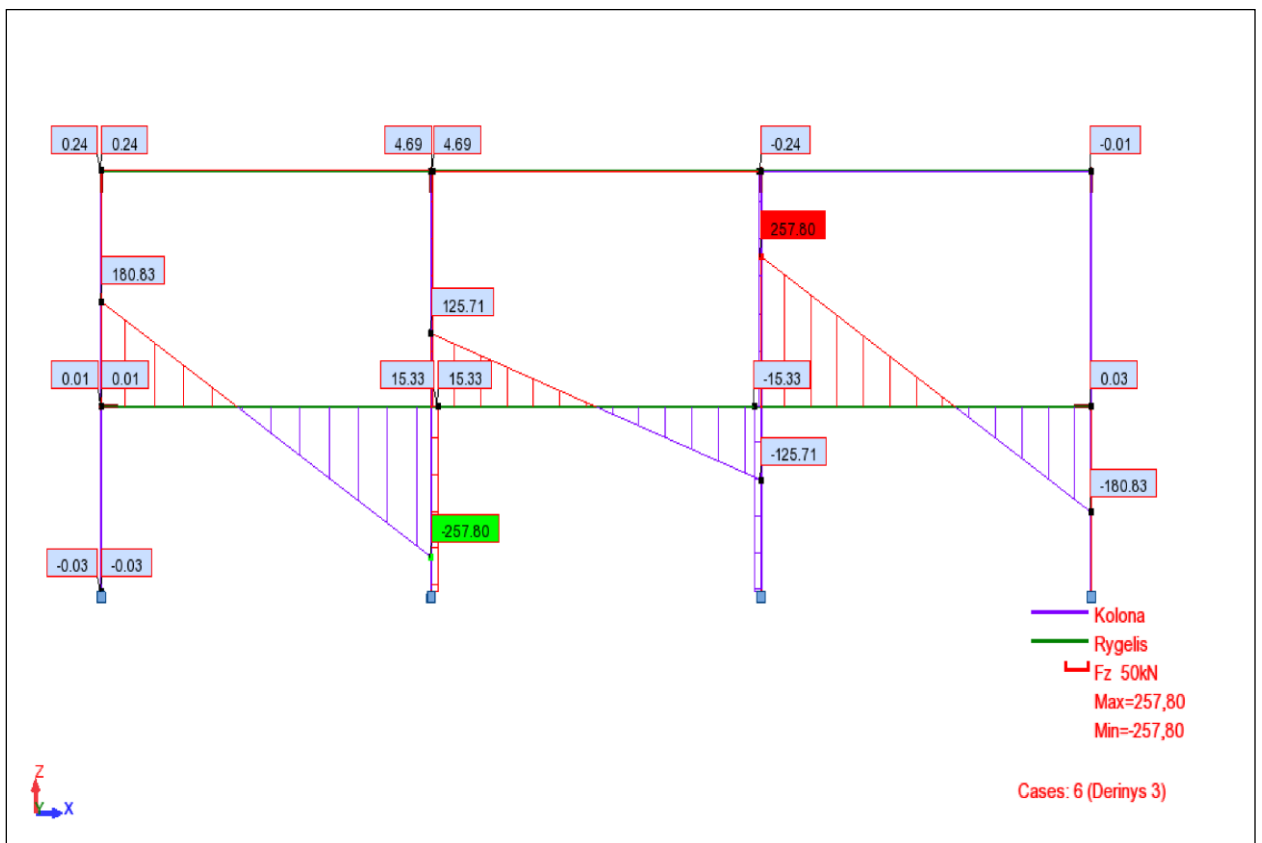 0.24 0.24 4.69 4.69 -0.24 -0.01
257.80
180.83
125.71
0.01 0.01 15.33 15.33 -15.33 0.03
-125.71
-180.83
-257.80
-0.03 -0.03
Kolona
Rygelis
Fz 50kN
Max=257,80
Min=-257,80
Z
Y X
Cases: 6 (Derinys 3)